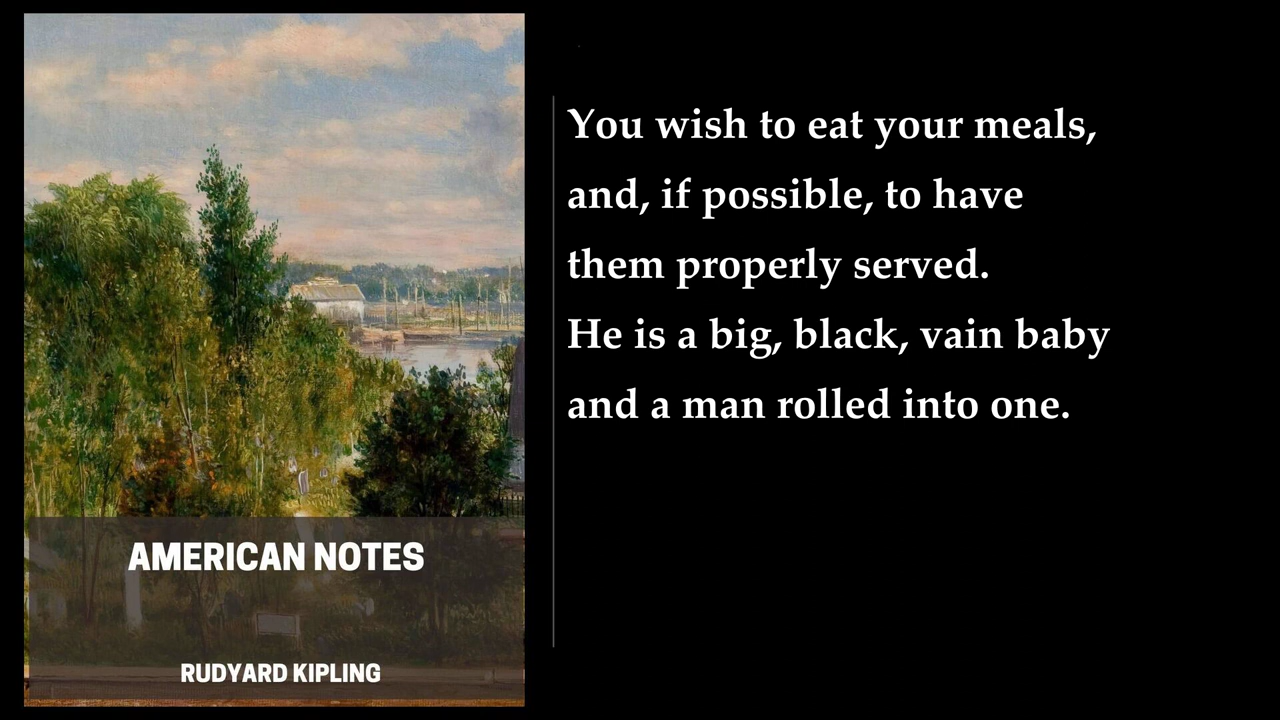 AMERICAN NOTES
RUDYARD KIPLING
You wish to eat your meals,
and, if possible, to have
them properly served.
He is a big, black, vain baby
and a man rolled into one.